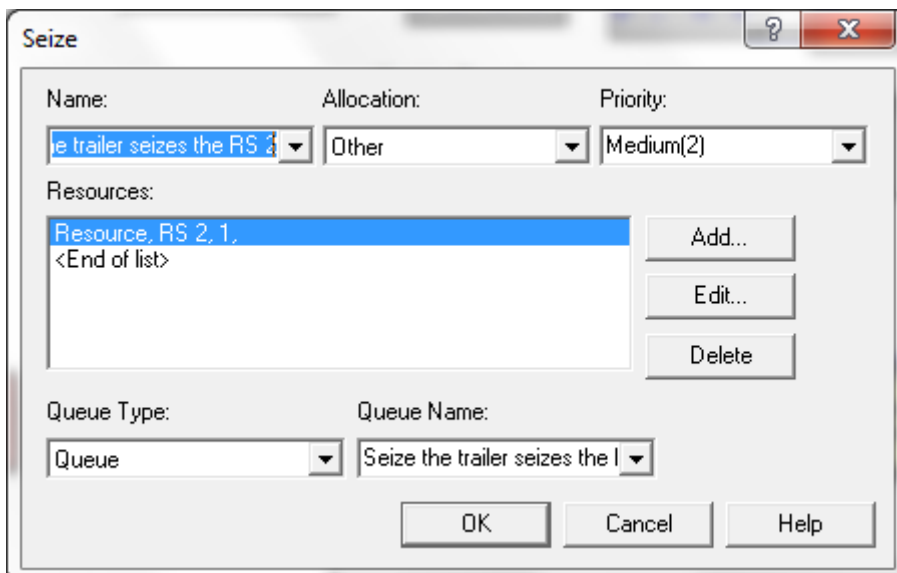 Seize
Name: Allocation: Priority:
e trailer seizes the RS 2 Other Medium(2)
Resources:
Resource, RS 2, 1,
<End of list>
Add...
Edit...
Delete
Queue Type: Queue Name:
Queue Seize the trailer seizes the
OK Cancel Help